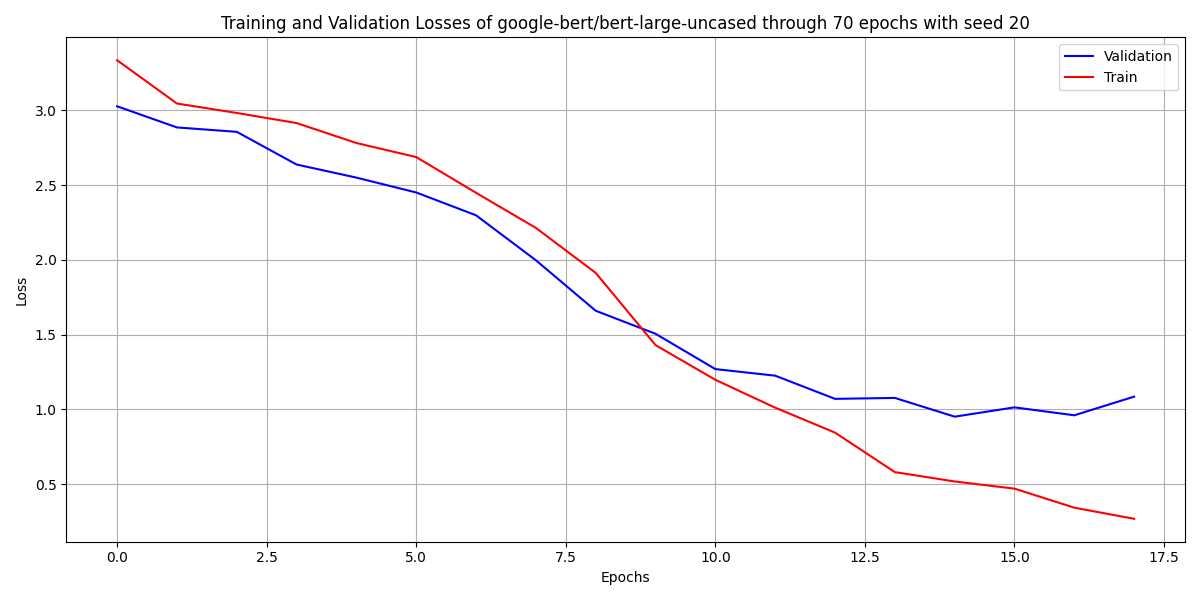 Training and Validation Losses of google-bert/bert-large-uncased through 70 epochs with seed 20
Validation
Train
Loss
3.0
2.5
2.0
1.5
1.0
0.5
0.0 2.5 5.0 7.5 10.0 12.5 15.0 17.5
Epochs